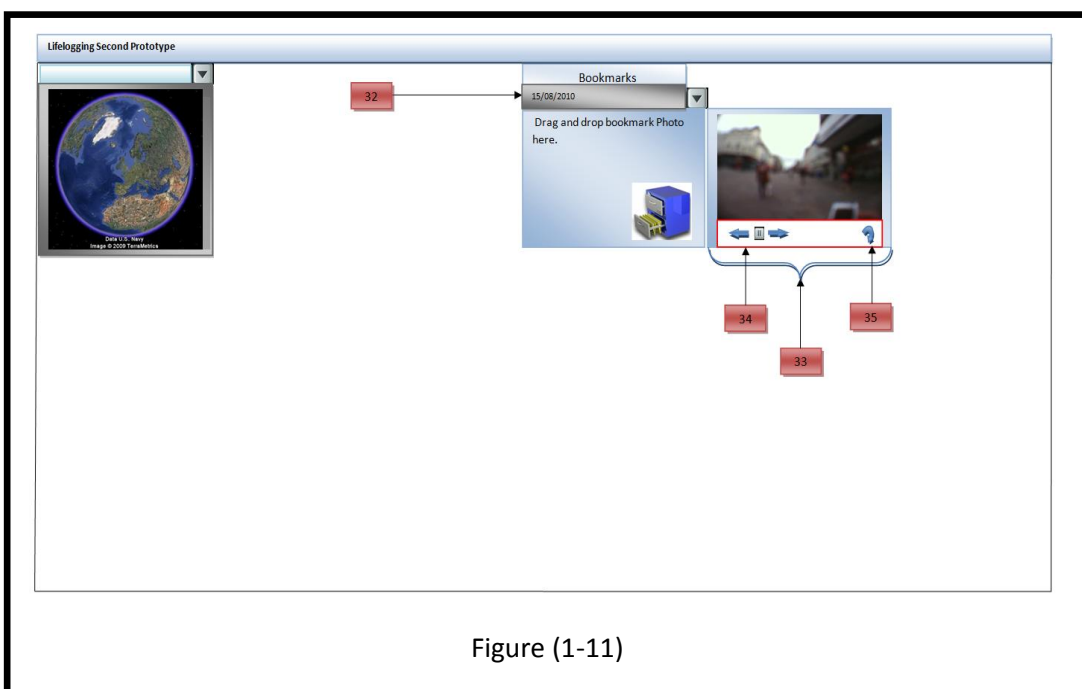 Lifelogging Second Prototype
Bookmarks
32
15/08/2010
Drag and drop bookmark Photo
here.
Data U.S. Navy
Image © 2009 TerraMetrics
34
35
33
Figure (1-11)